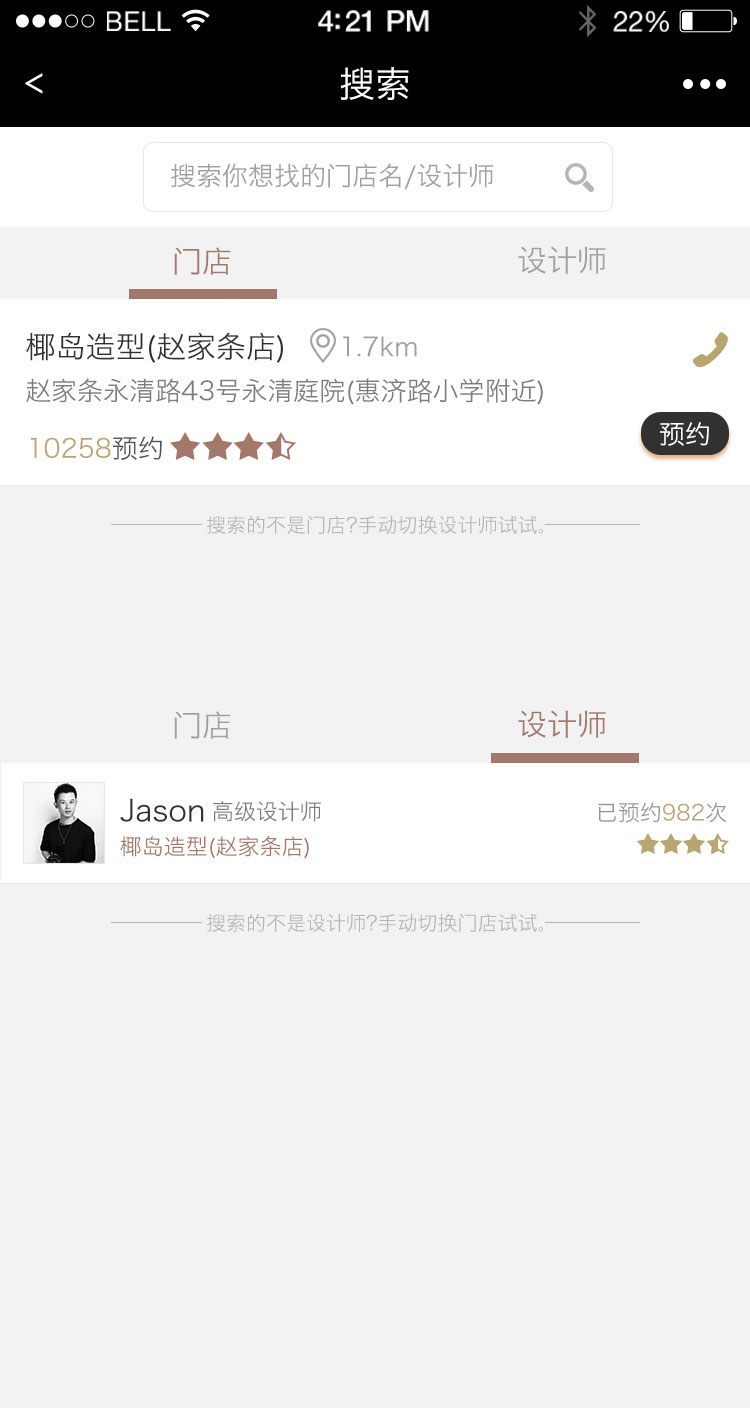 BELL 4:21 PM 22%
< 搜索
搜索你想找的门店名/设计师
门店 设计师
椰岛造型(赵家条店) 1.7km
赵家条永清路43号永清庭院(惠济路小学附近)
10258预约 预约
搜索的不是门店?手动切换设计师试试。
门店 设计师
Jason 高级设计师 已预约982次
椰岛造型(赵家条店)
搜索的不是设计师?手动切换门店试试。